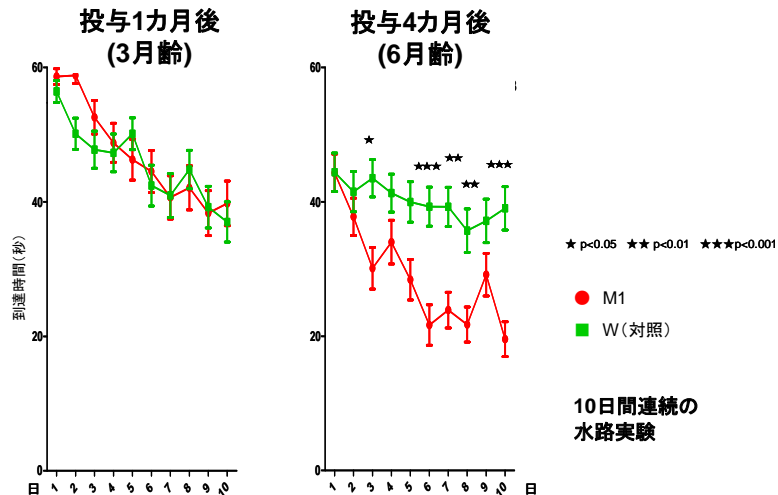 投与1カ月後
(3月齢)
投与4カ月後
(6月齢)
60
40
20
0
到達時間(秒)
日
1 2 3 4 5 6 7 8 9 10
60
40
20
0
★
★★★
★★
★★
★★★
1 2 3 4 5 6 7 8 9 10
日
★ p<0.05 ★★ p<0.01 ★★★p<0.001
M1
W(対照)
10日間連続の
水路実験